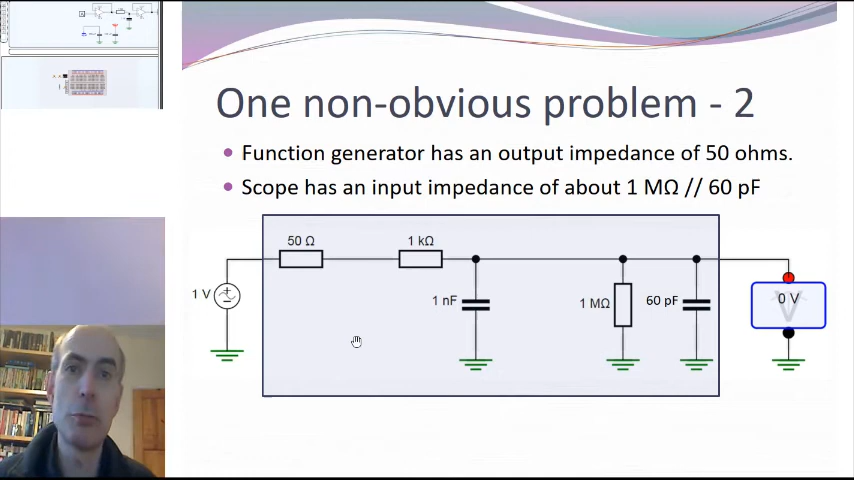 One non-obvious problem - 2
Function generator has an output impedance of 50 ohms.
Scope has an input impedance of about 1 MΩ // 60 pF
50 Ω
1 kΩ
1 V
1 nF
1 MΩ
60 pF
0 V